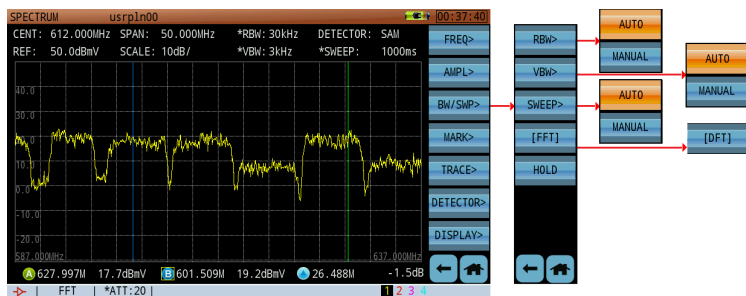 SPECTRUM usrpln00 00:37:40
CENT: 612.000MHz SPAN: 50.000MHz *RBW: 30kHz DETECTOR: SAM
REF: 50.0dBmV SCALE: 10dB/ *VBW: 3kHz *SWEEP: 1000ms
40.0
30.0
20.0
10.0
0.0
-10.0
-20.0
587.000MHz 637.000MHz
A 627.997M 17.7dBmV B 601.509M 19.2dBmV 26.488M -1.5dB
FFT | *ATT:20 | 1 2 3 4
FREQ>
AMPL>
BW/SWP>
MARK>
TRACE>
DETECTOR>
DISPLAY>
RBW>
VBW>
SWEEP>
[FFT]
HOLD
AUTO
MANUAL
AUTO
MANUAL
AUTO
MANUAL
[DFT]